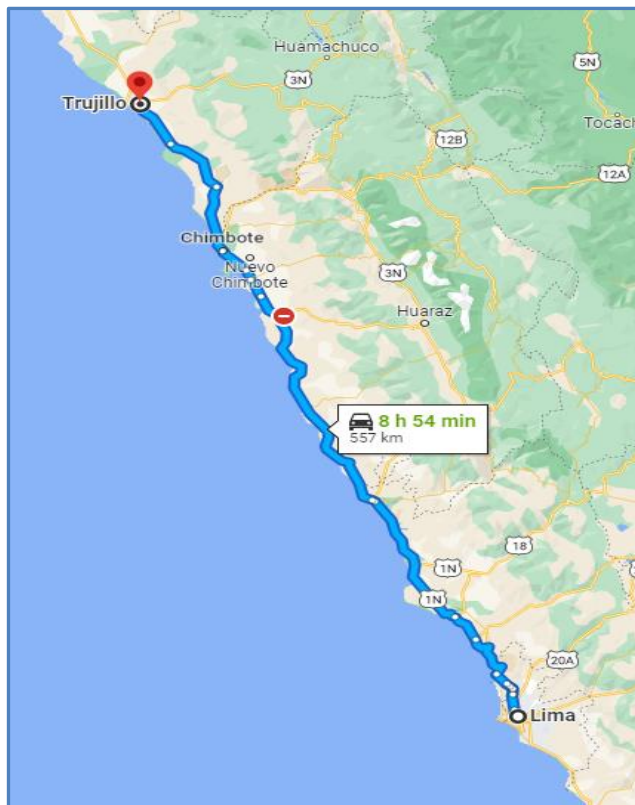 Huamachuco
5N
3N
Trujillo
Tocach
12B
12A
Chimbote
Nuevo
Chimbote
3N
Huaraz
8 h 54 min
557 km
18
1N
1N
20A
Lima